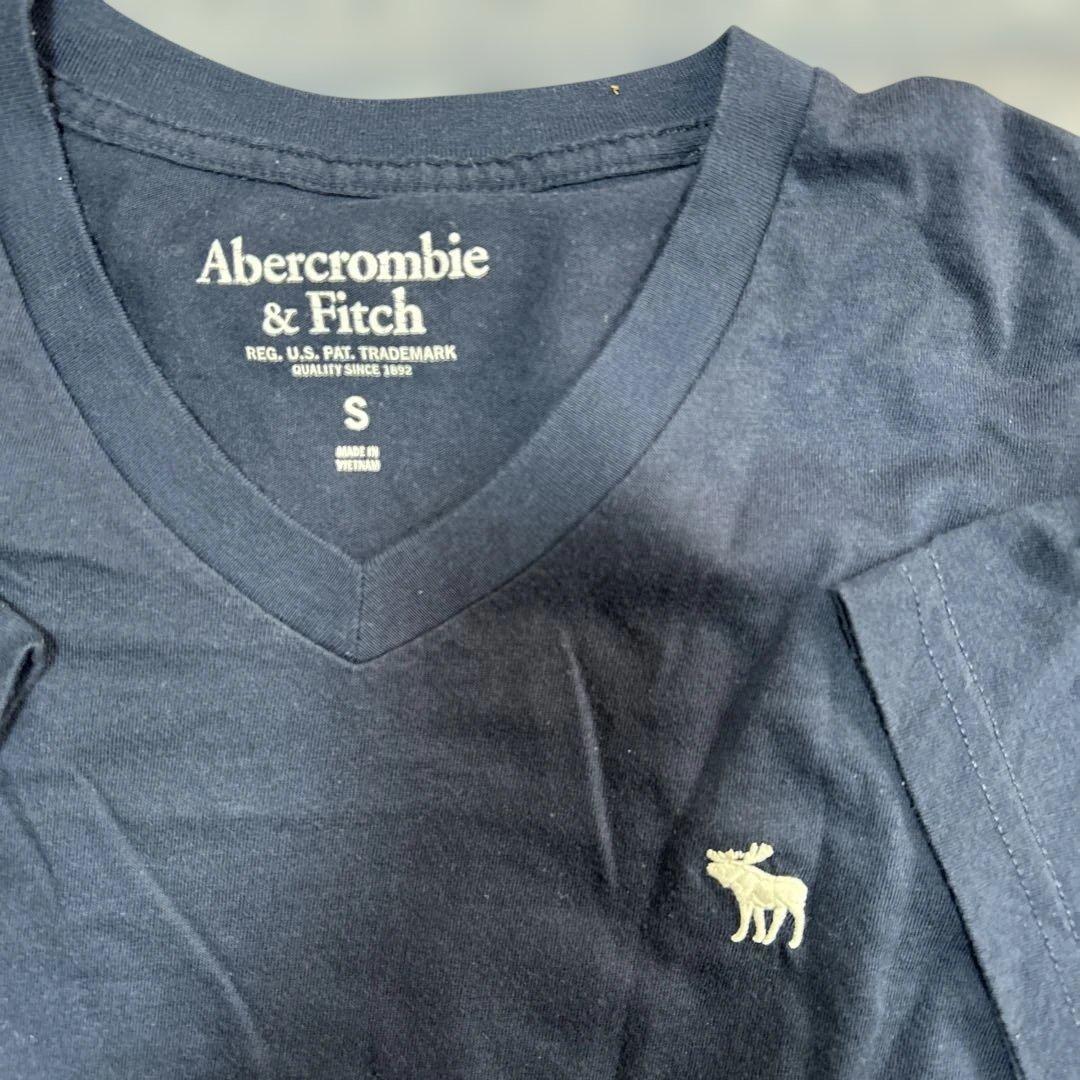 Abercrombie
& Fitch
REG. U.S. PAT. TRADEMARK
QUALITY SINCE 1892
S
MADE IN
VIETNAM